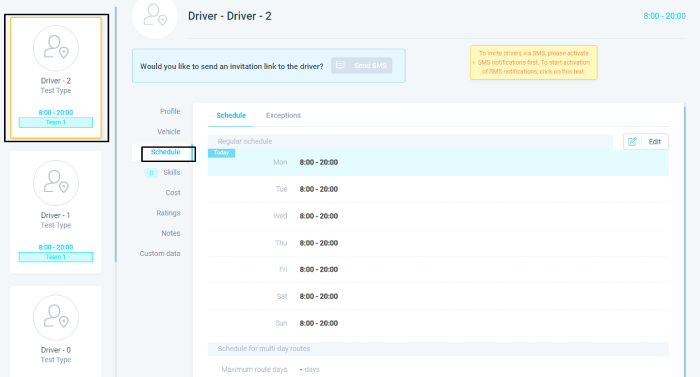 Driver - 2
Test Type
8:00 - 20:00
Team 1
Driver - 1
Test Type
8:00 - 20:00
Team 1
Driver - 0
Test Type
Driver - Driver - 2
8:00 - 20:00
Would you like to send an invitation link to the driver?
Send SMS
To invite drivers via SMS, please activate
SMS notifications first. To start activation
of SMS notifications, click on this text.
Profile
Vehicle
Schedule
0 Skills
Cost
Ratings
Notes
Custom data
Schedule Exceptions
Regular schedule
Edit
Today
Mon 8:00 - 20:00
Tue 8:00 - 20:00
Wed 8:00 - 20:00
Thu 8:00 - 20:00
Fri 8:00 - 20:00
Sat 8:00 - 20:00
Sun 8:00 - 20:00
Schedule for multi-day routes
Maximum route days - days